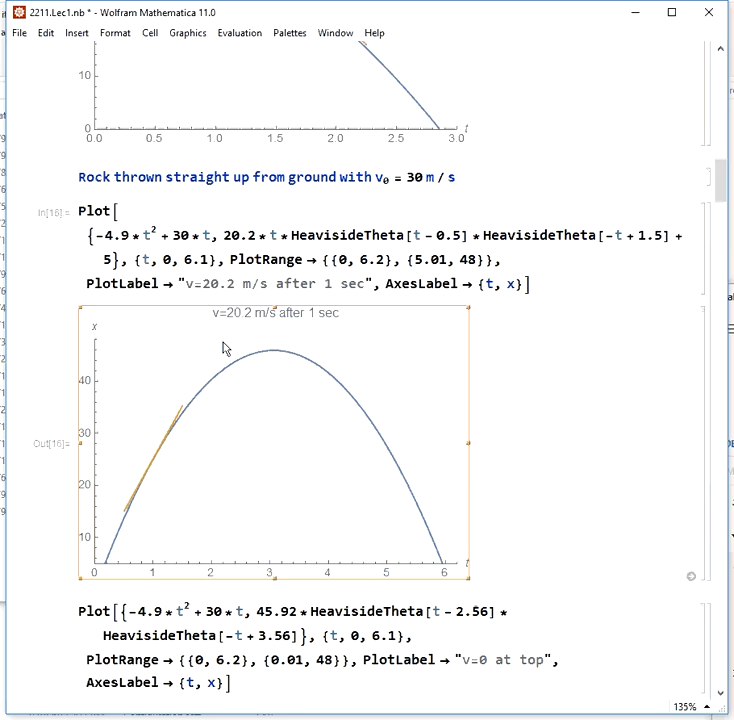 2211.Lec1.nb * - Wolfram Mathematica 11.0
File Edit Insert Format Cell Graphics Evaluation Palettes Window Help
10
0
0.0 0.5 1.0 1.5 2.0 2.5 3.0 t
Rock thrown straight up from ground with v₀ = 30 m / s
In[16]:= Plot[
{-4.9 * t² + 30 * t, 20.2 * t * HeavisideTheta[t - 0.5] * HeavisideTheta[-t + 1.5] +
5}, {t, 0, 6.1}, PlotRange → {{0, 6.2}, {5.01, 48}},
PlotLabel → "v=20.2 m/s after 1 sec", AxesLabel → {t, x}]
v=20.2 m/s after 1 sec
x
40
30
Out[16]=
20
10
0 1 2 3 4 5 6 t
Plot[{-4.9 * t² + 30 * t, 45.92 * HeavisideTheta[t - 2.56] *
HeavisideTheta[-t + 3.56]}, {t, 0, 6.1},
PlotRange → {{0, 6.2}, {0.01, 48}}, PlotLabel → "v=0 at top",
AxesLabel → {t, x}]
135%